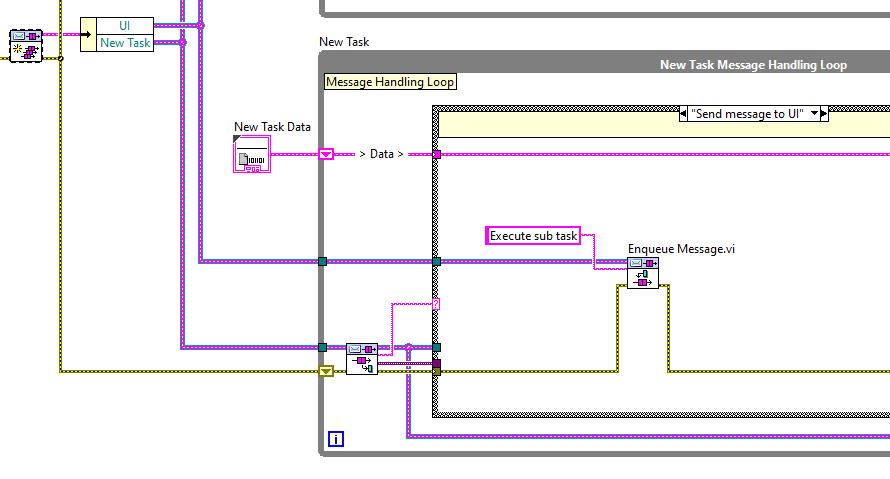 UI
New Task
New Task
New Task Message Handling Loop
Message Handling Loop
"Send message to UI"
New Task Data
> Data >
Execute sub task
Enqueue Message.vi
?
i